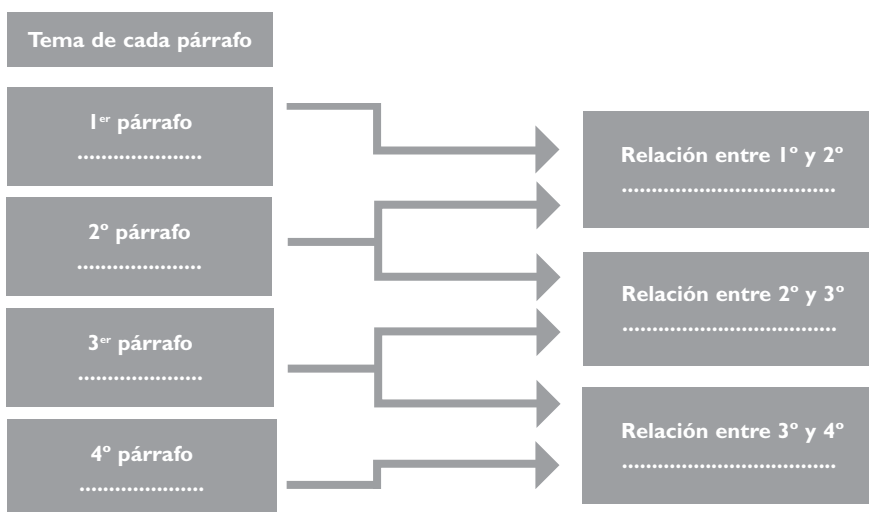 Tema de cada párrafo
1er párrafo
.....................
2º párrafo
.....................
3er párrafo
.....................
4º párrafo
.....................
Relación entre 1º y 2º
....................................
Relación entre 2º y 3º
....................................
Relación entre 3º y 4º
....................................